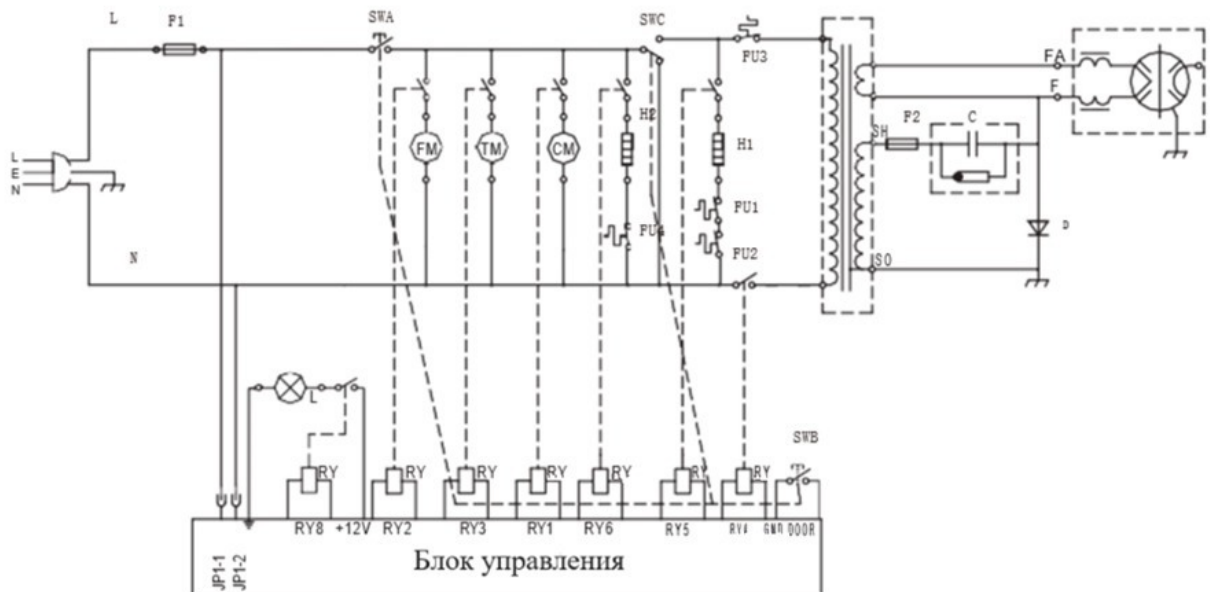 L F1 SWA SWC
FU3
FA
F
F2 C
SH
H2
FM TM CM H1
L
E
N
FU1
FU4
FU2
N
D
SO
L
SWB
RY RY RY RY RY RY RY
RY8 +12V RY2 RY3 RY1 RY6 RY5 RY4 GND DOOR
JP1-1
JP1-2
Блок управления